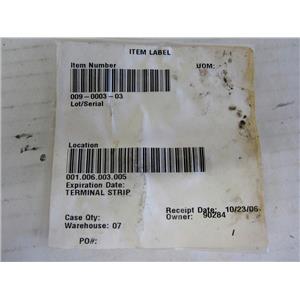 ITEM LABEL
Item Number UOM:
009-0003-03
Lot/Serial
Location
001.006.003.005
Expiration Date:
TERMINAL STRIP
Case Qty: Receipt Date: 10/23/06
Warehouse: 07 Owner: 90284
PO#: /